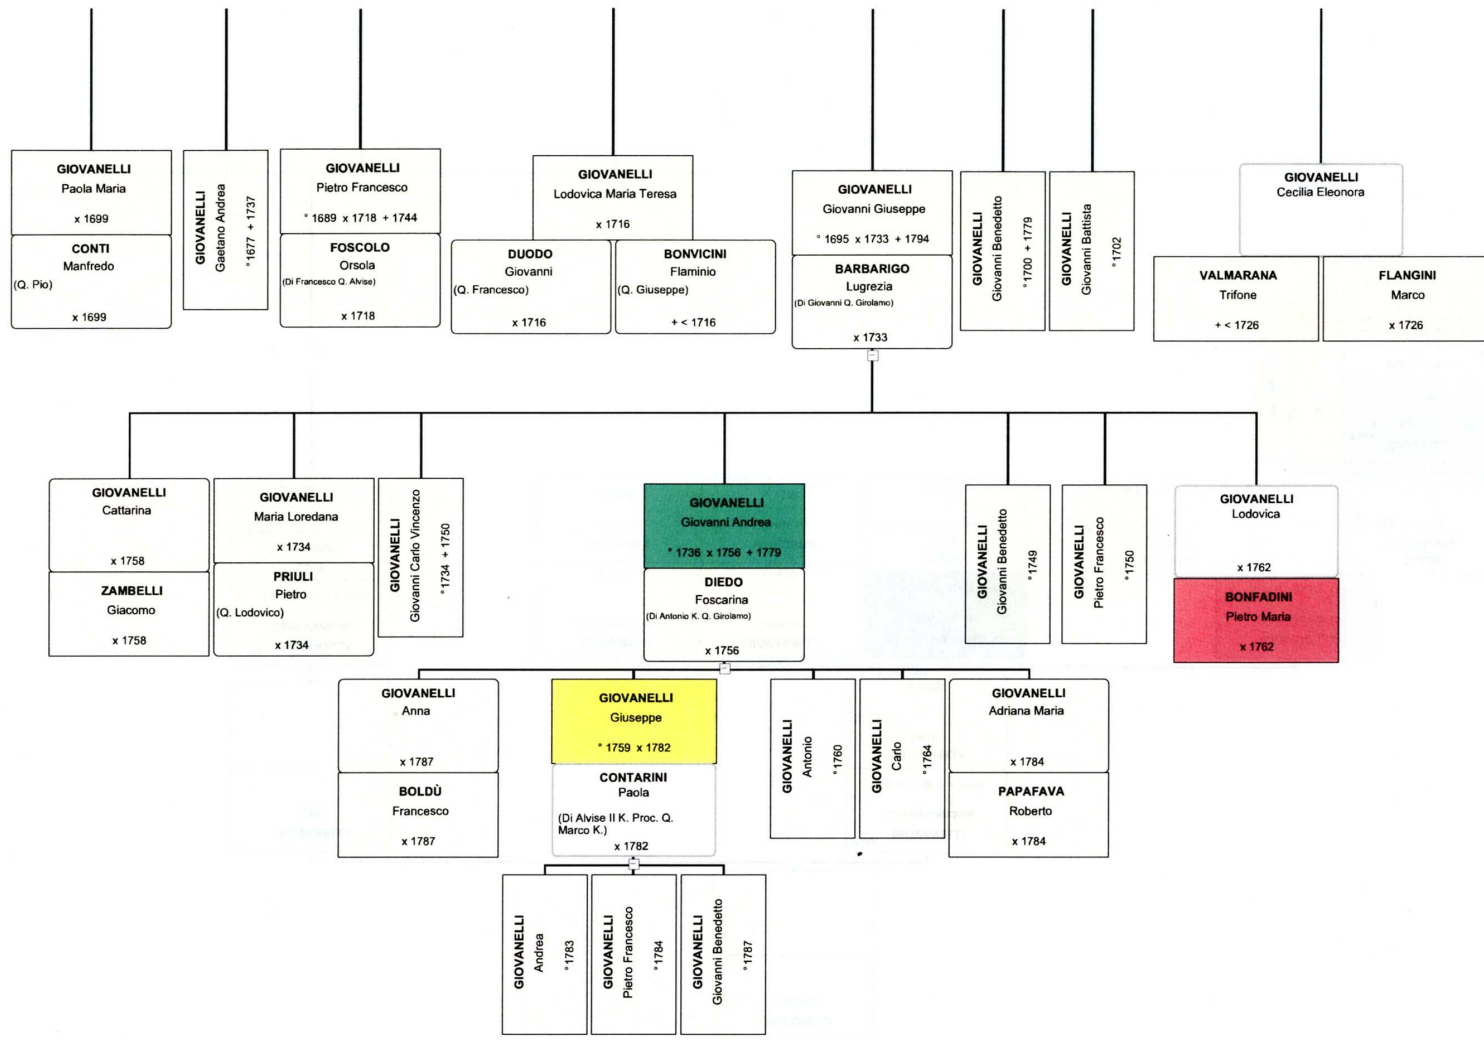 GIOVANELLI
Paola Maria
x 1699
CONTI
Manfredo
(Q. Pio)
x 1699
GIOVANELLI
Gaetano Andrea
°1677 + 1737
GIOVANELLI
Pietro Francesco
° 1689 x 1718 + 1744
FOSCOLO
Orsola
(Di Francesco Q. Alvise)
x 1718
GIOVANELLI
Lodovica Maria Teresa
x 1716
DUODO
Giovanni
(Q. Francesco)
x 1716
BONVICINI
Flaminio
(Q. Giuseppe)
+ < 1716
GIOVANELLI
Giovanni Giuseppe
° 1695 x 1733 + 1794
BARBARIGO
Lugrezia
(Di Giovanni Q. Girolamo)
x 1733
GIOVANELLI
Giovanni Benedetto
°1700 + 1779
GIOVANELLI
Giovanni Battista
°1702
GIOVANELLI
Cecilia Eleonora
VALMARANA
Trifone
+ < 1726
FLANGINI
Marco
x 1726
GIOVANELLI
Cattarina
x 1758
ZAMBELLI
Giacomo
x 1758
GIOVANELLI
Maria Loredana
x 1734
PRIULI
Pietro
(Q. Lodovico)
x 1734
GIOVANELLI
Giovanni Carlo Vincenzo
°1734 + 1750
GIOVANELLI
Giovanni Andrea
° 1736 x 1756 + 1779
DIEDO
Foscarina
(Di Antonio K. Q. Girolamo)
x 1756
GIOVANELLI
Giovanni Benedetto
°1749
GIOVANELLI
Pietro Francesco
°1750
GIOVANELLI
Lodovica
x 1762
BONFADINI
Pietro Maria
x 1762
GIOVANELLI
Anna
x 1787
BOLDÙ
Francesco
x 1787
GIOVANELLI
Giuseppe
° 1759 x 1782
CONTARINI
Paola
(Di Alvise II K. Proc. Q.
Marco K.)
x 1782
GIOVANELLI
Antonio
°1760
GIOVANELLI
Carlo
°1764
GIOVANELLI
Adriana Maria
x 1784
PAPAFAVA
Roberto
x 1784
GIOVANELLI
Andrea
°1783
GIOVANELLI
Pietro Francesco
°1784
GIOVANELLI
Giovanni Benedetto
°1787